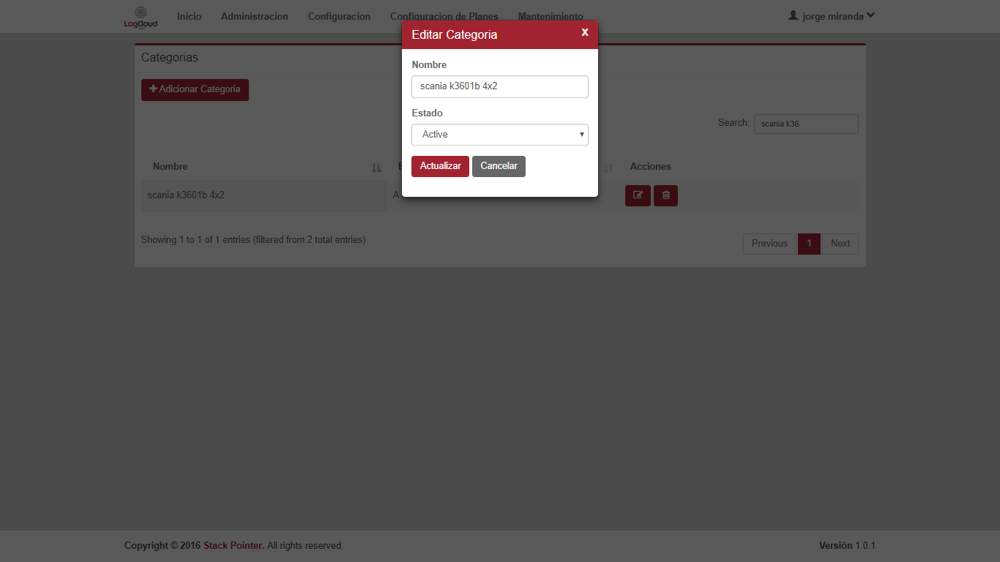 LogCloud
Inicio Administracion Configuracion Configuracion de Planes Mantenimiento jorge miranda
Editar Categoria x
Categorias
Nombre
scania k3601b 4x2
Adicionar Categoria
Estado
Active
Search: scania k36
Actualizar Cancelar
Nombre E Acciones
scania k3601b 4x2 A
Showing 1 to 1 of 1 entries (filtered from 2 total entries)
Previous 1 Next
Copyright © 2016 Stack Pointer. All rights reserved. Versión 1.0.1